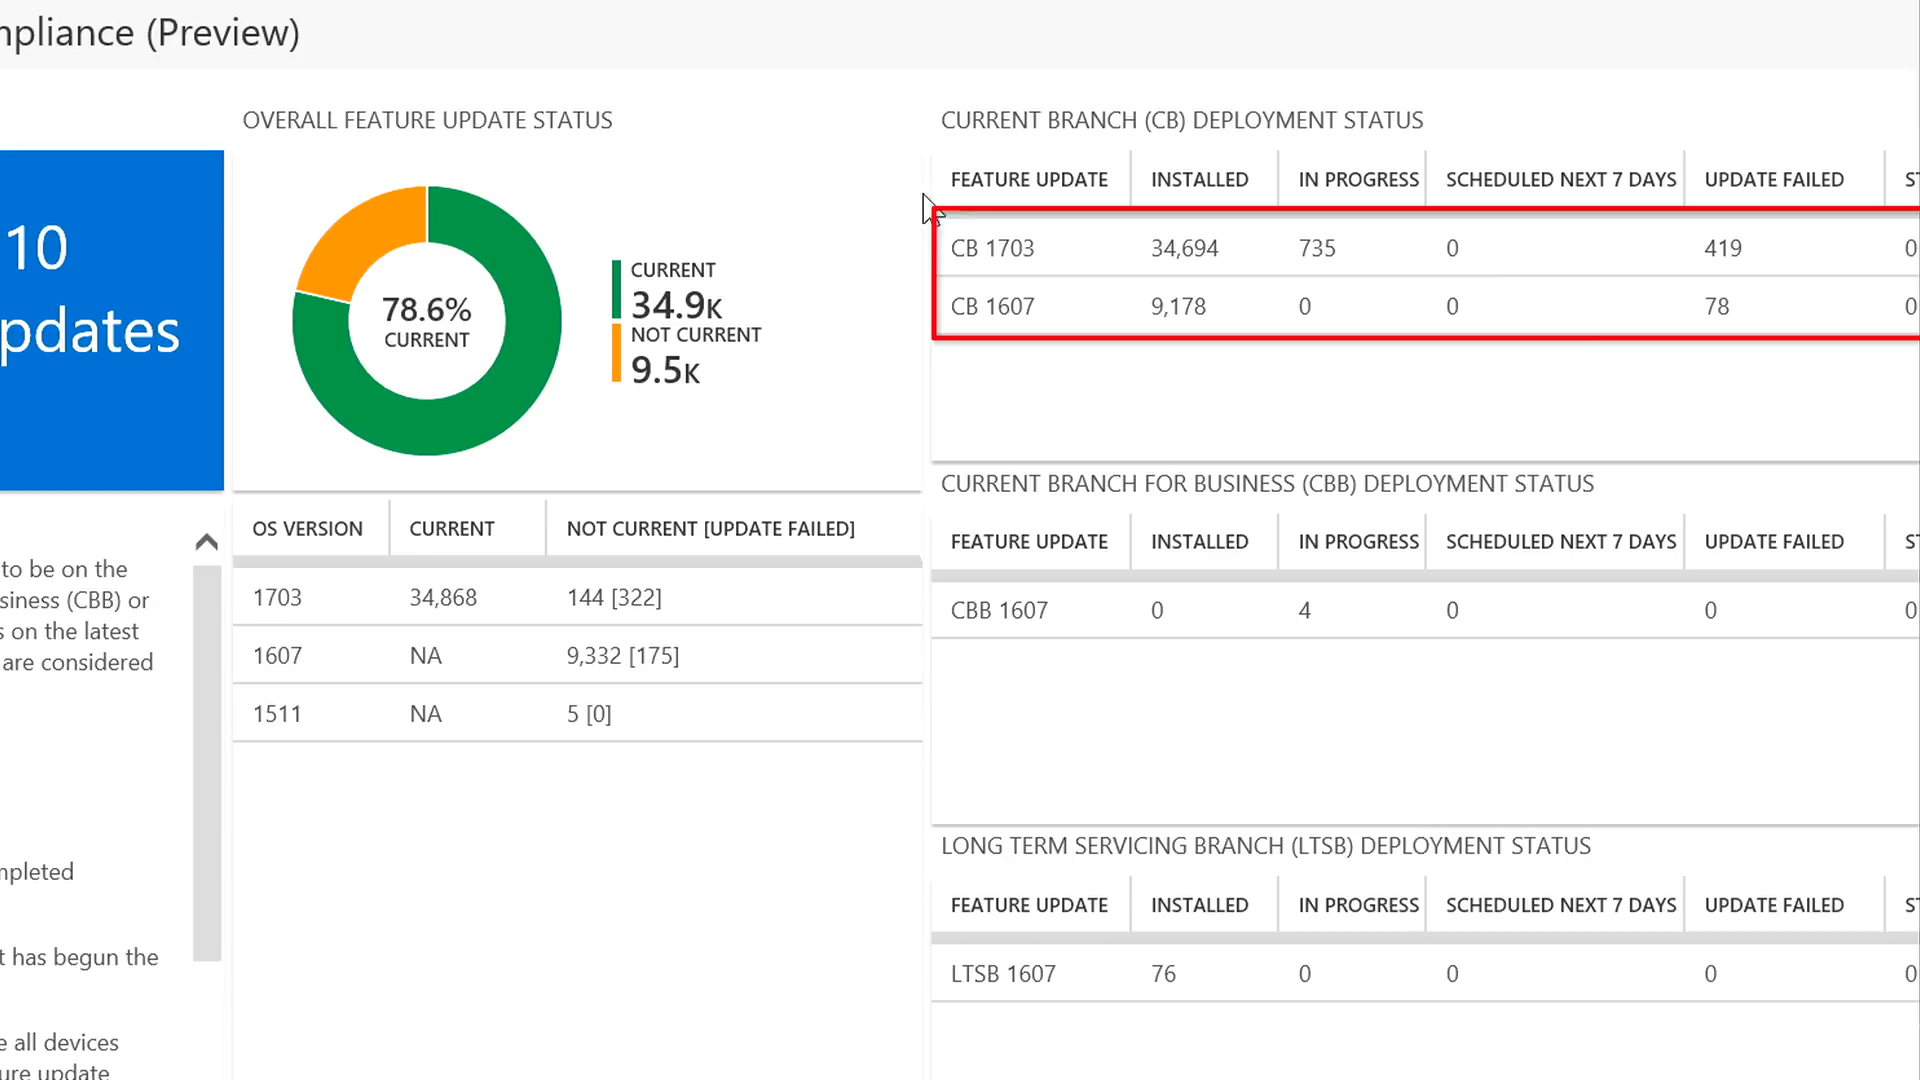 mpliance (Preview)
10
pdates
to be on the
siness (CBB) or
s on the latest
are considered
mpleted
t has begun the
e all devices
ure update
OVERALL FEATURE UPDATE STATUS
78.6%
CURRENT
CURRENT
34.9K
NOT CURRENT
9.5K
OS VERSION CURRENT NOT CURRENT [UPDATE FAILED]
1703 34,868 144 [322]
1607 NA 9,332 [175]
1511 NA 5 [0]
CURRENT BRANCH (CB) DEPLOYMENT STATUS
FEATURE UPDATE INSTALLED IN PROGRESS SCHEDULED NEXT 7 DAYS UPDATE FAILED ST
CB 1703 34,694 735 0 419 0
CB 1607 9,178 0 0 78 0
CURRENT BRANCH FOR BUSINESS (CBB) DEPLOYMENT STATUS
FEATURE UPDATE INSTALLED IN PROGRESS SCHEDULED NEXT 7 DAYS UPDATE FAILED ST
CBB 1607 0 4 0 0 0
LONG TERM SERVICING BRANCH (LTSB) DEPLOYMENT STATUS
FEATURE UPDATE INSTALLED IN PROGRESS SCHEDULED NEXT 7 DAYS UPDATE FAILED ST
LTSB 1607 76 0 0 0 0